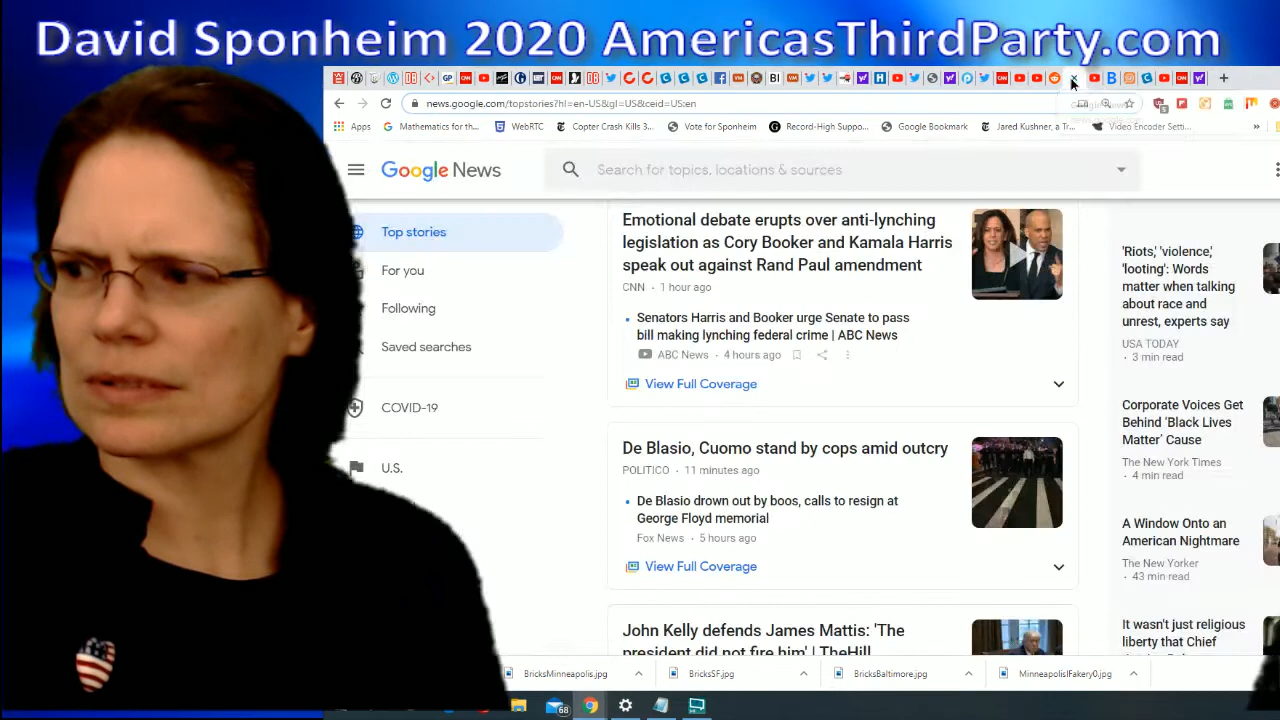 David Sponheim 2020 AmericasThirdParty.com
news.google.com/topstories?hl=en-US&gl=US&ceid=US:en
Apps
Mathematics for th...
WebRTC
Copter Crash Kills 3...
Vote for Sponheim
Record-High Suppo...
Google Bookmark
Jared Kushner, a Tr...
Video Encoder Setti...
Google News
Search for topics, locations & sources
Top stories
For you
Following
Saved searches
COVID-19
U.S.
Emotional debate erupts over anti-lynching
legislation as Cory Booker and Kamala Harris
speak out against Rand Paul amendment
CNN • 1 hour ago
Senators Harris and Booker urge Senate to pass
bill making lynching federal crime | ABC News
ABC News • 4 hours ago
View Full Coverage
De Blasio, Cuomo stand by cops amid outcry
POLITICO • 11 minutes ago
De Blasio drown out by boos, calls to resign at
George Floyd memorial
Fox News • 5 hours ago
View Full Coverage
John Kelly defends James Mattis: 'The
president did not fire him' | TheHill
'Riots,' 'violence,'
'looting': Words
matter when talking
about race and
unrest, experts say
USA TODAY
• 3 min read
Corporate Voices Get
Behind 'Black Lives
Matter' Cause
The New York Times
• 4 min read
A Window Onto an
American Nightmare
The New Yorker
• 43 min read
It wasn't just religious
liberty that Chief
BricksMinneapolis.jpg
BricksSF.jpg
BricksBaltimore.jpg
MinneapolisIFakery0.jpg
68